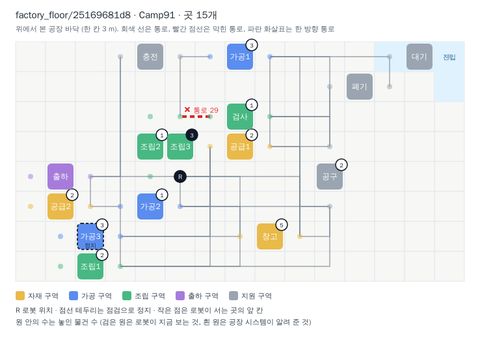 factory_floor/25169681d8 · Camp91 · 곳 15개
위에서 본 공장 바닥 (한 칸 3 m). 회색 선은 통로, 빨간 점선은 막힌 통로, 파란 화살표는 한 방향 통로
충전
가공1
3
대기
진입
폐기
✖ 통로 29
검사
1
조립2
1
조립3
3
공급1
2
출하
R
공구
2
공급2
2
가공2
1
가공3
3
정지
창고
5
조립1
2
자재 구역
가공 구역
조립 구역
출하 구역
지원 구역
R 로봇 위치 · 점선 테두리는 점검으로 정지 · 작은 점은 로봇이 서는 곳의 앞 칸
원 안의 수는 놓인 물건 수 (검은 원은 로봇이 지금 보는 것, 흰 원은 공장 시스템이 알려 준 것)